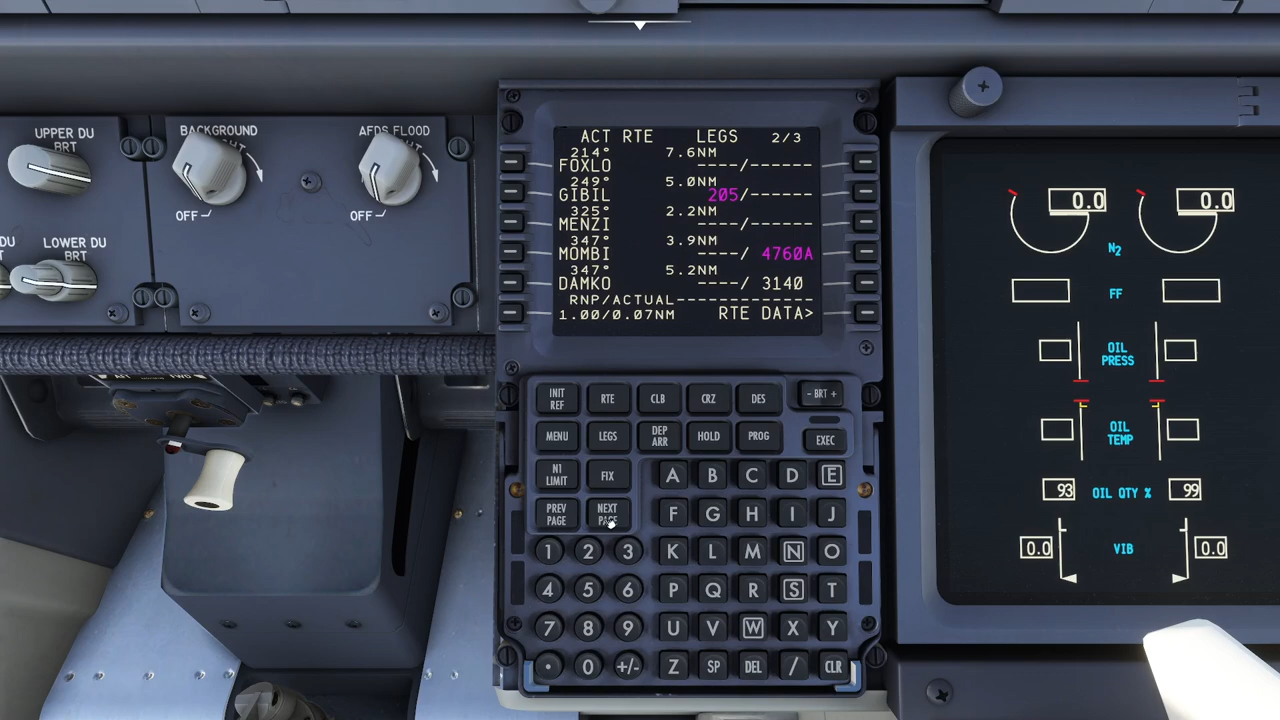 UPPER DU
BRT
BACKGROUND
OFF
AFDS FLOOD
OFF
DU
LOWER DU
BRT
ACT RTE LEGS 2/3
214° 7.6NM
FOXLO ----/------
249° 5.0NM
GIBIL 205/------
325° 2.2NM
MENZI ----/------
347° 3.9NM
MOMBI ----/ 4760A
347° 5.2NM
DAMKO ----/ 3140
RNP/ACTUAL--------------
1.00/0.07NM RTE DATA>
INIT
REF
RTE
CLB
CRZ
DES
- BRT +
MENU
LEGS
DEP
ARR
HOLD
PROG
EXEC
N1
LIMIT
FIX
PREV
PAGE
NEXT
PAGE
A B C D E
F G H I J
1 2 3 K L M N O
4 5 6 P Q R S T
7 8 9 U V W X Y
. 0 +/- Z SP DEL / CLR
0.0 0.0
N2
FF
OIL
PRESS
OIL
TEMP
93 OIL QTY % 99
0.0 VIB 0.0